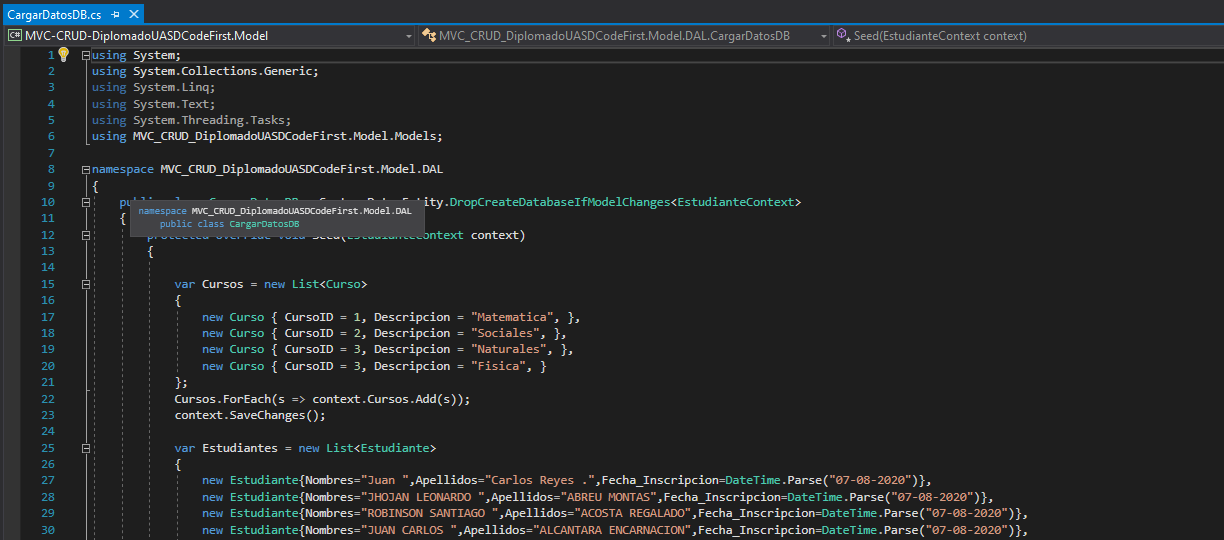 CargarDatosDB.cs
MVC-CRUD-DiplomadoUASDCodeFirst.Model
MVC_CRUD_DiplomadoUASDCodeFirst.Model.DAL.CargarDatosDB
Seed(EstudianteContext context)
1 using System;
2 using System.Collections.Generic;
3 using System.Linq;
4 using System.Text;
5 using System.Threading.Tasks;
6 using MVC_CRUD_DiplomadoUASDCodeFirst.Model.Models;
7
8 namespace MVC_CRUD_DiplomadoUASDCodeFirst.Model.DAL
9 {
10 .DropCreateDatabaseIfModelChanges<EstudianteContext>
namespace MVC_CRUD_DiplomadoUASDCodeFirst.Model.DAL
public class CargarDatosDB
11 {
12 context)
13 {
14
15 var Cursos = new List<Curso>
16 {
17 new Curso { CursoID = 1, Descripcion = "Matematica", },
18 new Curso { CursoID = 2, Descripcion = "Sociales", },
19 new Curso { CursoID = 3, Descripcion = "Naturales", },
20 new Curso { CursoID = 3, Descripcion = "Fisica", }
21 };
22 Cursos.ForEach(s => context.Cursos.Add(s));
23 context.SaveChanges();
24
25 var Estudiantes = new List<Estudiante>
26 {
27 new Estudiante{Nombres="Juan ",Apellidos="Carlos Reyes .",Fecha_Inscripcion=DateTime.Parse("07-08-2020")},
28 new Estudiante{Nombres="JHOJAN LEONARDO ",Apellidos="ABREU MONTAS",Fecha_Inscripcion=DateTime.Parse("07-08-2020")},
29 new Estudiante{Nombres="ROBINSON SANTIAGO ",Apellidos="ACOSTA REGALADO",Fecha_Inscripcion=DateTime.Parse("07-08-2020")},
30 new Estudiante{Nombres="JUAN CARLOS ",Apellidos="ALCANTARA ENCARNACION",Fecha_Inscripcion=DateTime.Parse("07-08-2020")},